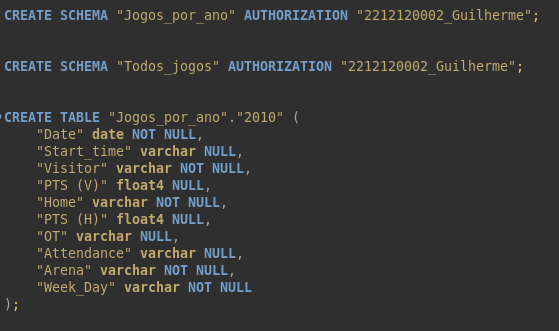 CREATE SCHEMA "Jogos_por_ano" AUTHORIZATION "2212120002_Guilherme";
CREATE SCHEMA "Todos_jogos" AUTHORIZATION "2212120002_Guilherme";
CREATE TABLE "Jogos_por_ano"."2010" (
    "Date" date NOT NULL,
    "Start_time" varchar NULL,
    "Visitor" varchar NOT NULL,
    "PTS (V)" float4 NULL,
    "Home" varchar NOT NULL,
    "PTS (H)" float4 NULL,
    "OT" varchar NULL,
    "Attendance" varchar NULL,
    "Arena" varchar NOT NULL,
    "Week_Day" varchar NOT NULL
);